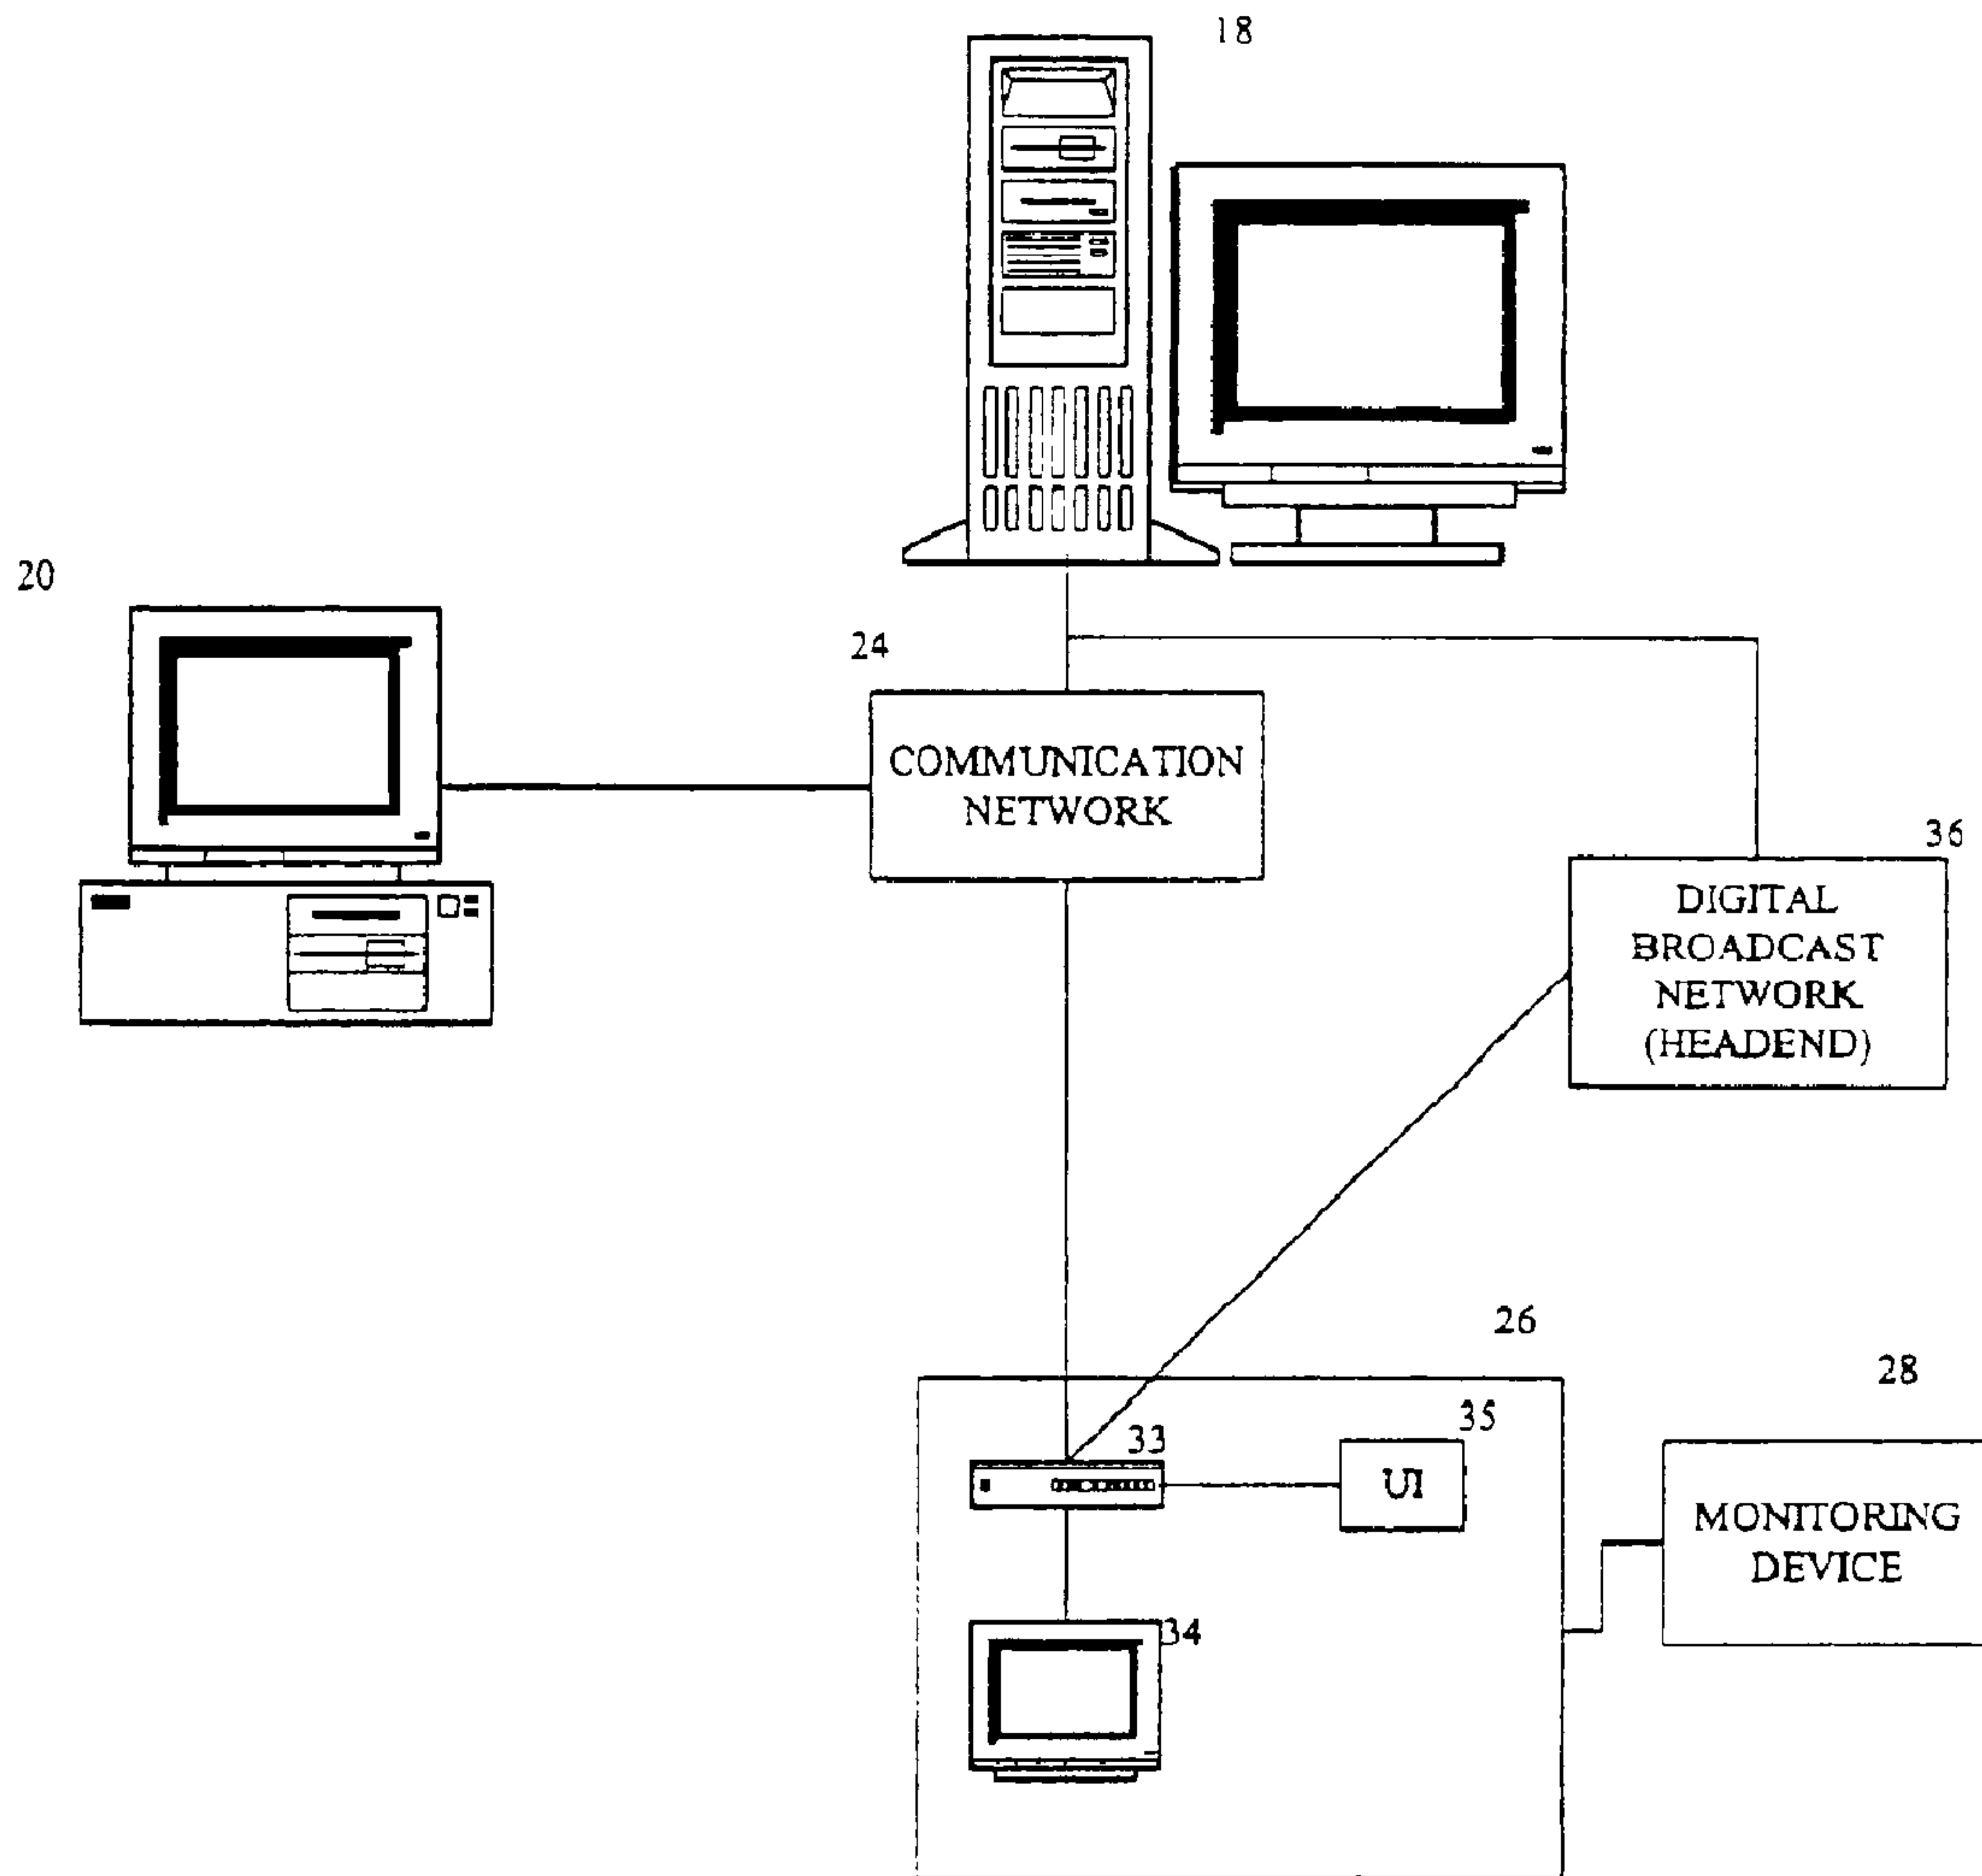 18
20
24
COMMUNICATION
NETWORK
36
DIGITAL
BROADCAST
NETWORK
(HEADEND)
26
28
35
33
UI
MONITORING
DEVICE
34